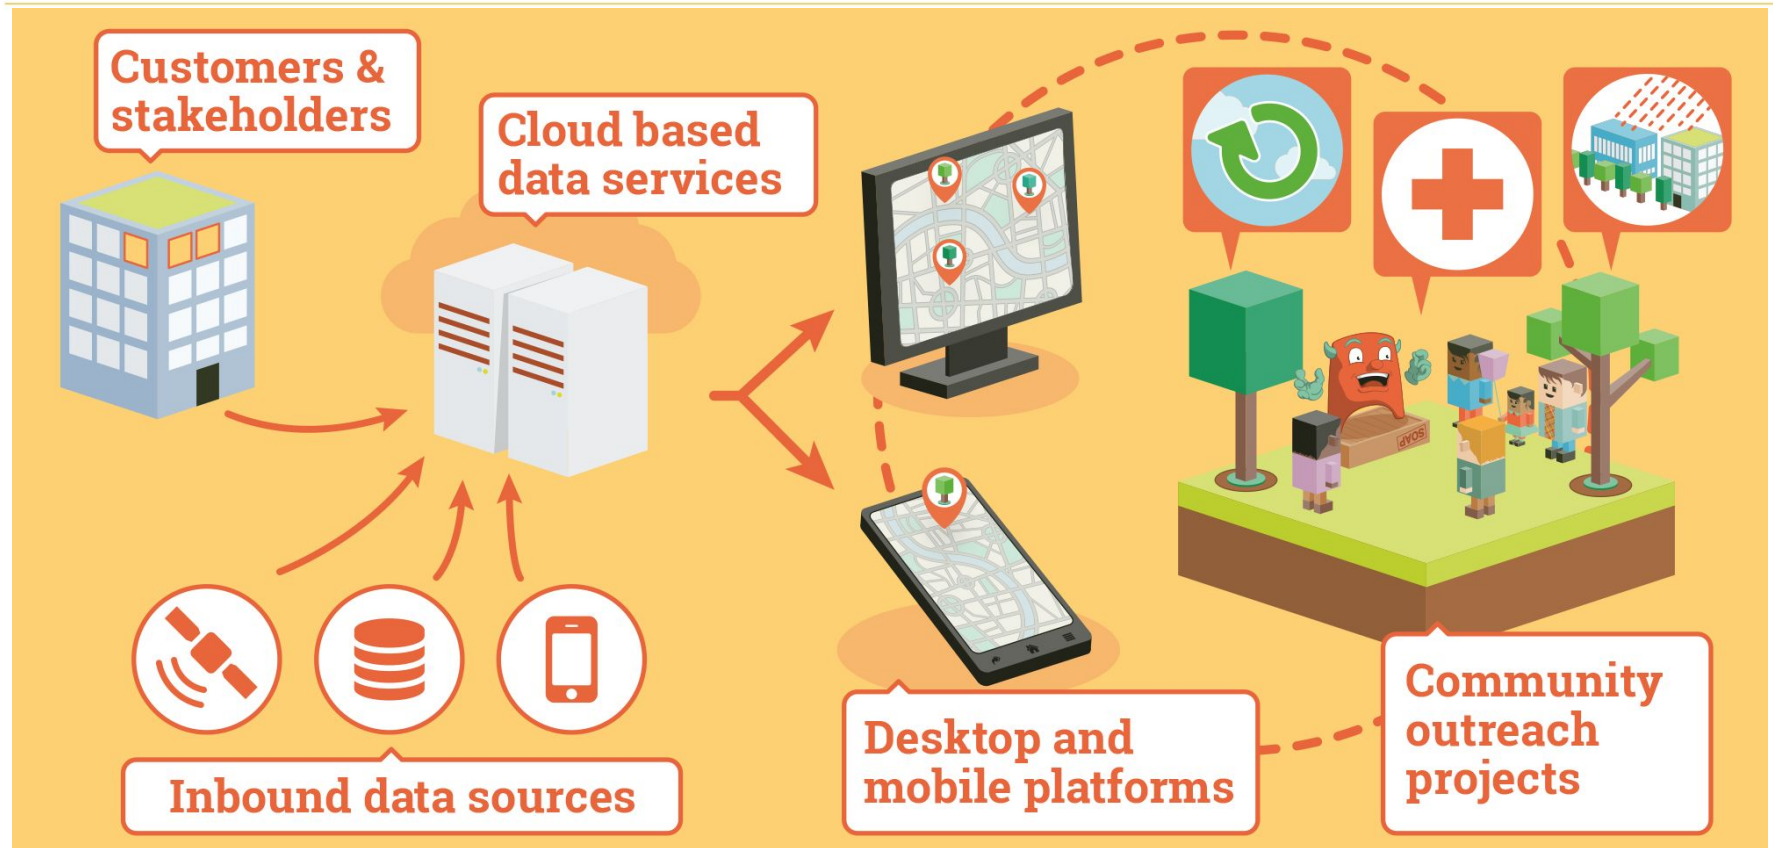 Customers &
stakeholders
Cloud based
data services
SOAP
Inbound data sources
Desktop and
mobile platforms
Community
outreach
projects